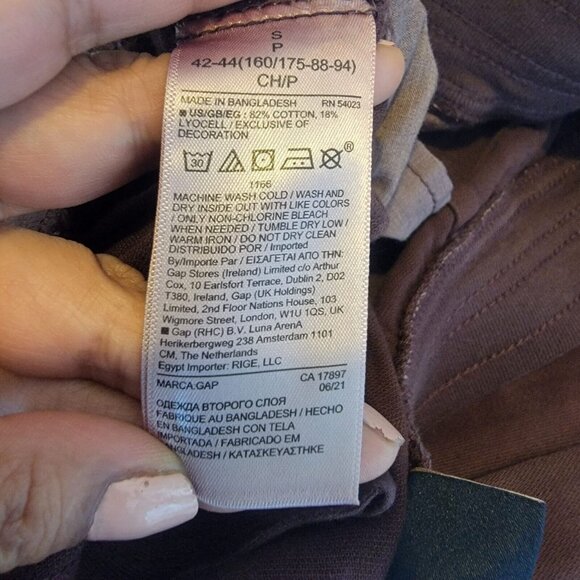 S
P
42-44(160/175-88-94)
CH/P
MADE IN BANGLADESH RN 54023
■ US/GB/EG : 82% COTTON, 18%
LYOCELL / EXCLUSIVE OF
DECORATION
30
1166
MACHINE WASH COLD / WASH AND
DRY INSIDE OUT WITH LIKE COLORS
/ ONLY NON-CHLORINE BLEACH
WHEN NEEDED / TUMBLE DRY LOW /
WARM IRON / DO NOT DRY CLEAN
DISTRIBUIDO POR / Imported
By/Importe Par / ΕΙΣΑΓΕΤΑΙ ΑΠΟ ΤΗΝ:
Gap Stores (Ireland) Limited c/o Arthur
Cox, 10 Earlsfort Terrace, Dublin 2, D02
T380, Ireland, Gap (UK Holdings)
Limited, 2nd Floor Nations House, 103
Wigmore Street, London, W1U 1QS, UK
■ Gap (RHC) B.V. Luna ArenA
Herikerbergweg 238 Amsterdam 1101
CM, The Netherlands
Egypt Importer: RIGE, LLC
MARCA:GAP CA 17897
06/21
ОДЕЖДА ВТОРОГО СЛОЯ
FABRIQUE AU BANGLADESH / HECHO
EN BANGLADESH CON TELA
IMPORTADA / FABRICADO EM
BANGLADESH / ΚΑΤΑΣΚΕΥΑΣΤΗΚΕ